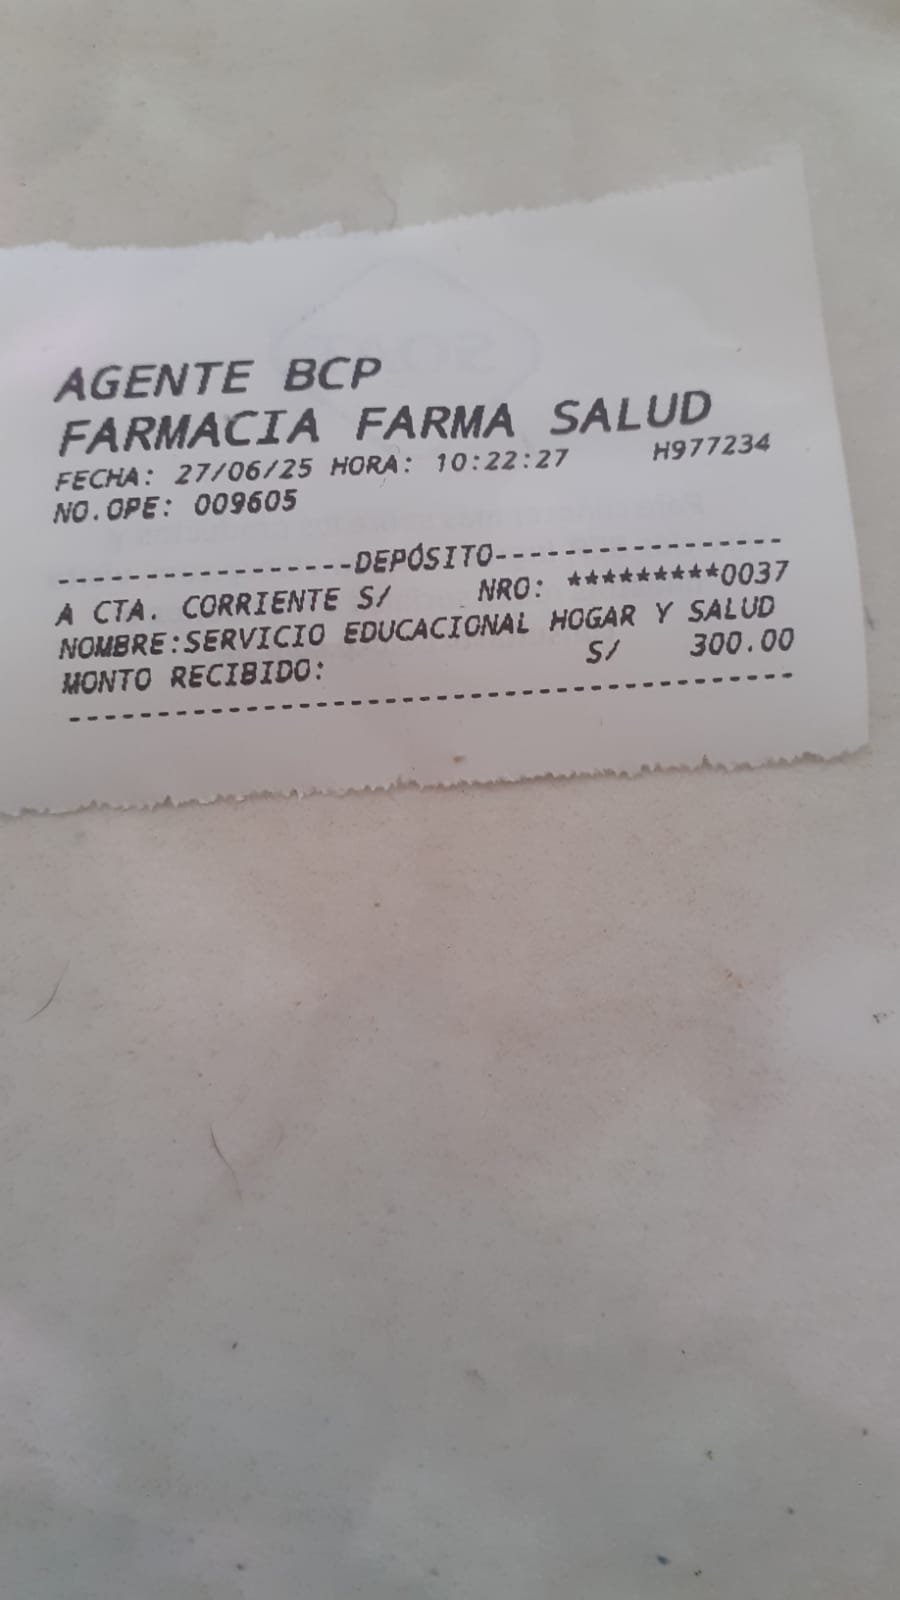 AGENTE BCP
FARMACIA FARMA SALUD
FECHA: 27/06/25 HORA: 10:22:27 H977234
NO.OPE: 009605
-----------------DEPÓSITO-----------------
A CTA. CORRIENTE S/ NRO: *********0037
NOMBRE:SERVICIO EDUCACIONAL HOGAR Y SALUD
MONTO RECIBIDO: S/ 300.00
------------------------------------------